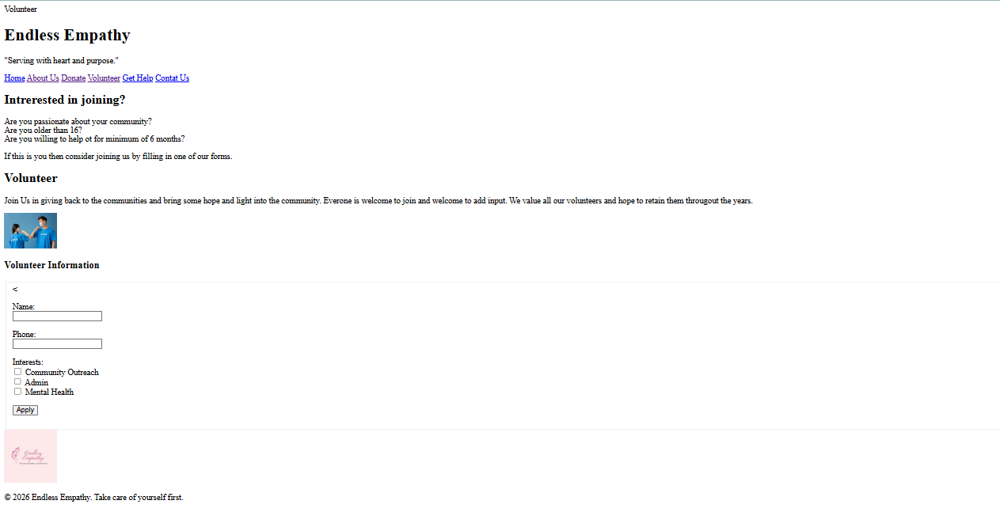 Volunteer
Endless Empathy
"Serving with heart and purpose."
Home About Us Donate Volunteer Get Help Contat Us
Intrerested in joining?
Are you passionate about your community?
Are you older than 16?
Are you willing to help ot for minimum of 6 months?
If this is you then consider joining us by filling in one of our forms.
Volunteer
Join Us in giving back to the communities and bring some hope and light into the community. Everone is welcome to join and welcome to add input. We value all our volunteers and hope to retain them througout the years.
Volunteer Information
<
Name:
Phone:
Interests:
Community Outreach
Admin
Mental Health
Apply
Endless
Empathy
© 2026 Endless Empathy. Take care of yourself first.